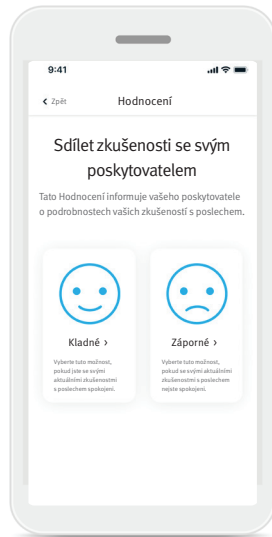 9:41
Zpět
Hodnocení
Sdílet zkušenosti se svým
poskytovatelem
Tato Hodnocení informuje vašeho poskytovatele
o podrobnostech vašich zkušeností s poslechem.
Kladné ›
Vyberte tuto možnost,
pokud jste se svými
aktuálními zkušenostmi
s poslechem spokojeni.
Záporné ›
Vyberte tuto možnost,
pokud se svými aktuálními
zkušenostmi s poslechem
nejste spokojeni.